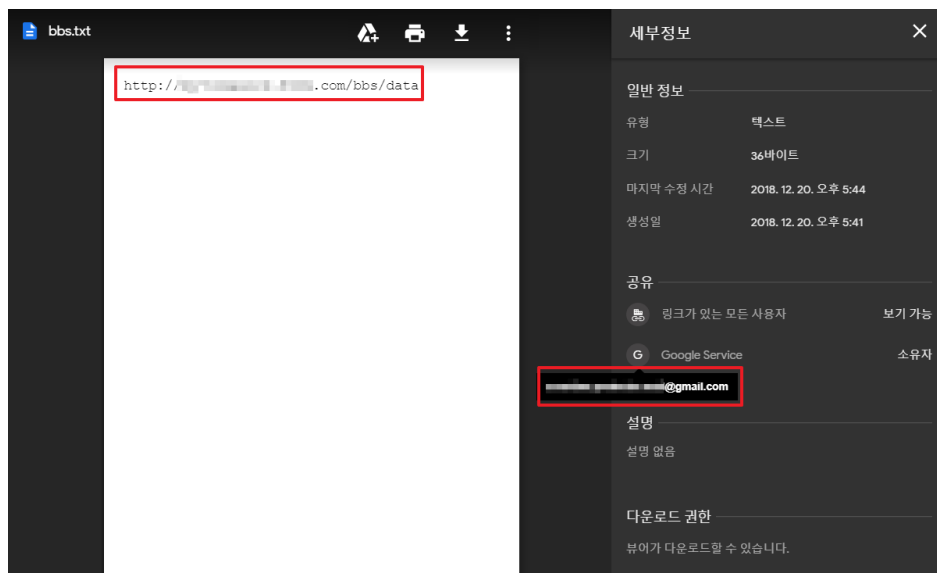 bbs.txt
http:// .com/bbs/data
세부정보
일반 정보
유형 텍스트
크기 36바이트
마지막 수정 시간 2018. 12. 20. 오후 5:44
생성일 2018. 12. 20. 오후 5:41
공유
링크가 있는 모든 사용자 보기 가능
G Google Service 소유자
@gmail.com
설명
설명 없음
다운로드 권한
뷰어가 다운로드할 수 있습니다.